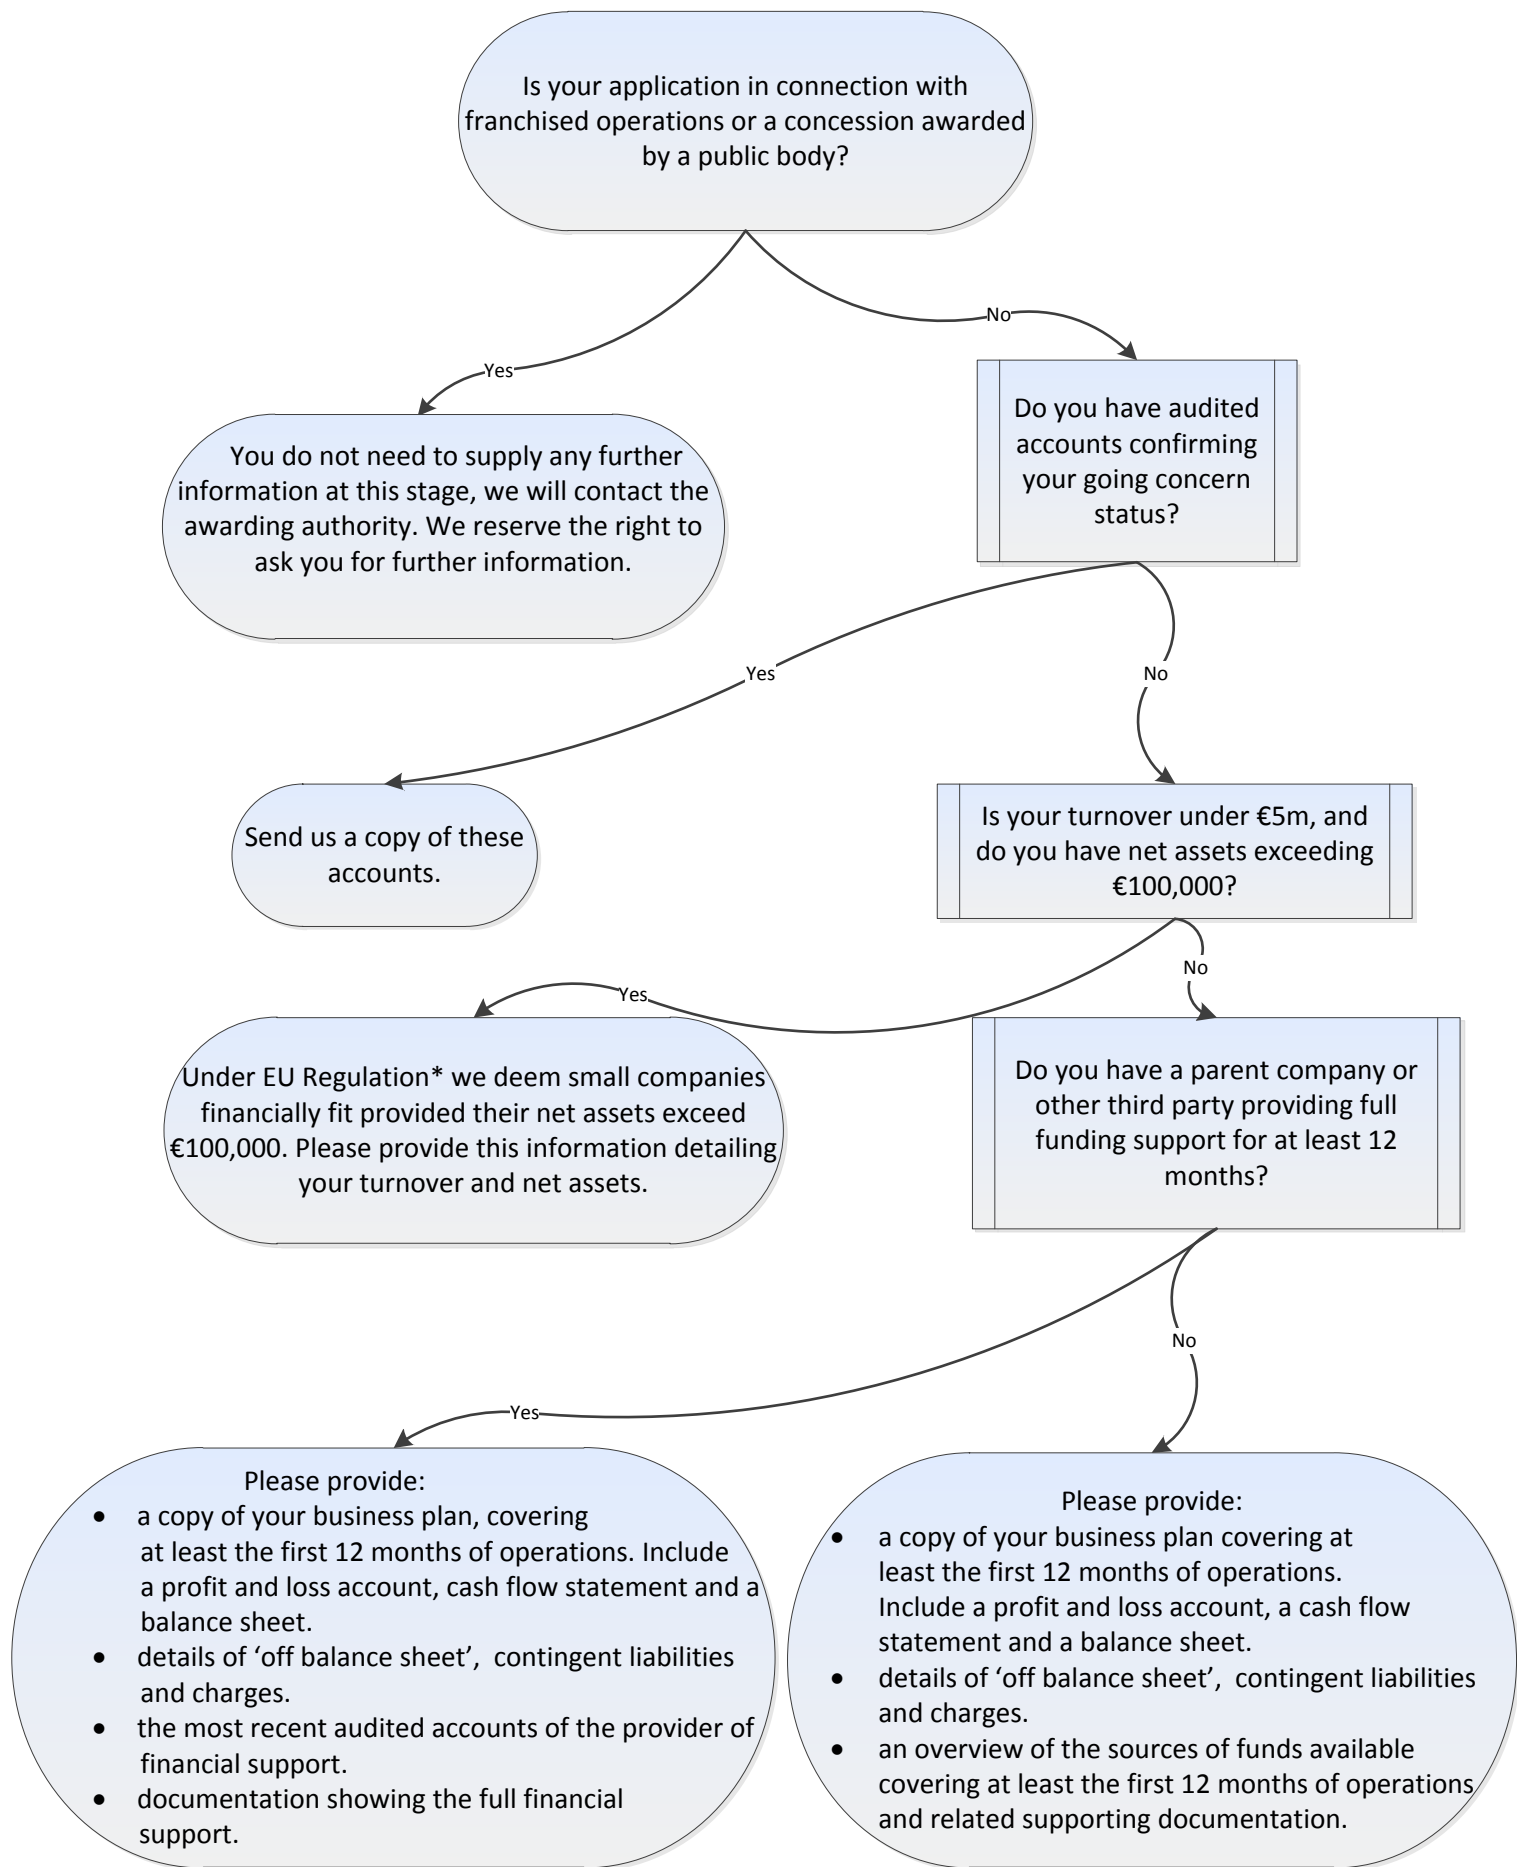 Is your application in connection with
franchised operations or a concession awarded
by a public body?
No
Yes
Do you have audited
accounts confirming
your going concern
status?
You do not need to supply any further
information at this stage, we will contact the
awarding authority. We reserve the right to
ask you for further information.
Yes
No
Send us a copy of these
accounts.
Is your turnover under €5m, and
do you have net assets exceeding
€100,000?
No
Yes
Under EU Regulation* we deem small companies
financially fit provided their net assets exceed
€100,000. Please provide this information detailing
your turnover and net assets.
Do you have a parent company or
other third party providing full
funding support for at least 12
months?
No
Yes
Please provide:
• a copy of your business plan, covering
at least the first 12 months of operations. Include
a profit and loss account, cash flow statement and a
balance sheet.
• details of ‘off balance sheet’, contingent liabilities
and charges.
• the most recent audited accounts of the provider of
financial support.
• documentation showing the full financial
support.
Please provide:
• a copy of your business plan covering at
least the first 12 months of operations.
Include a profit and loss account, a cash flow
statement and a balance sheet.
• details of ‘off balance sheet’, contingent liabilities
and charges.
• an overview of the sources of funds available
covering at least the first 12 months of operations
and related supporting documentation.